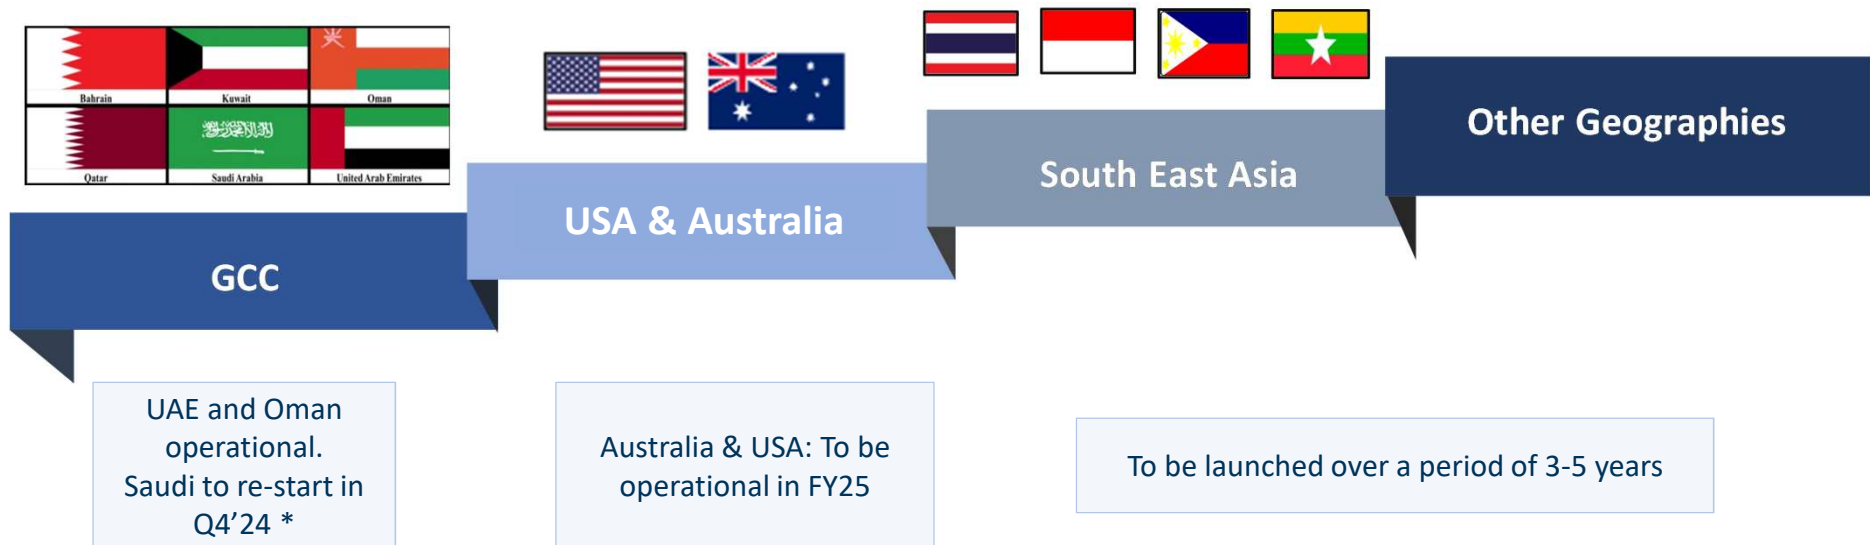 Bahrain
Kuwait
Oman
Qatar
Saudi Arabia
United Arab Emirates
GCC
USA & Australia
South East Asia
Other Geographies
UAE and Oman
operational.
Saudi to re-start in
Q4’24 *
Australia & USA: To be
operational in FY25
To be launched over a period of 3-5 years